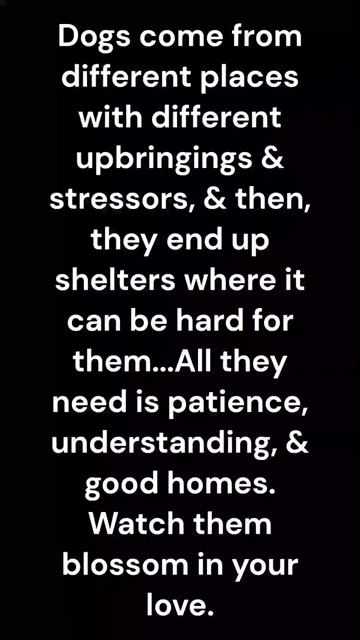 Dogs come from
different places
with different
upbringings &
stressors, & then,
they end up
shelters where it
can be hard for
them...All they
need is patience,
understanding, &
good homes.
Watch them
blossom in your
love.